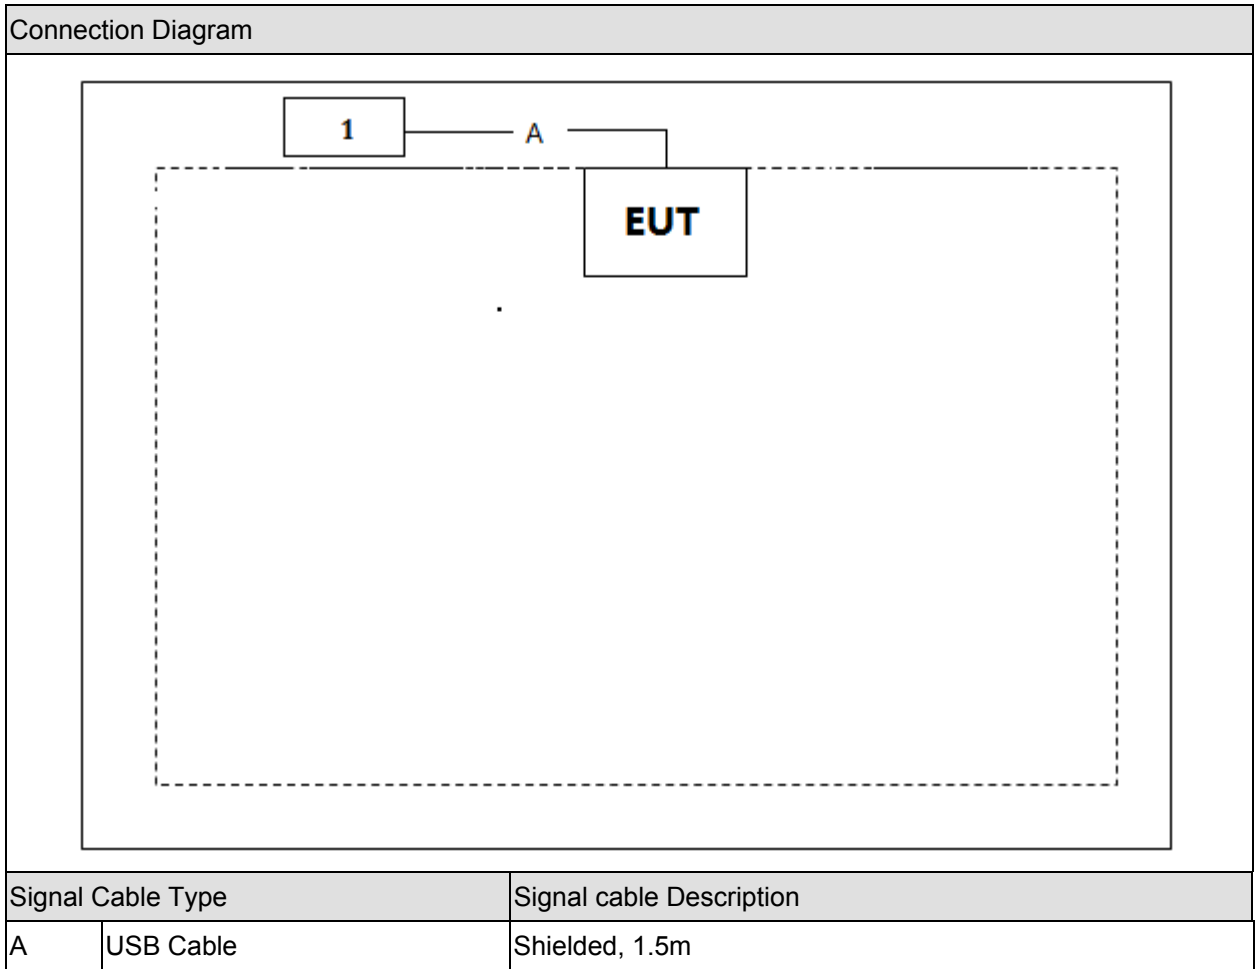 Connection Diagram
1
A
EUT
Signal Cable Type Signal cable Description
A USB Cable Shielded, 1.5m